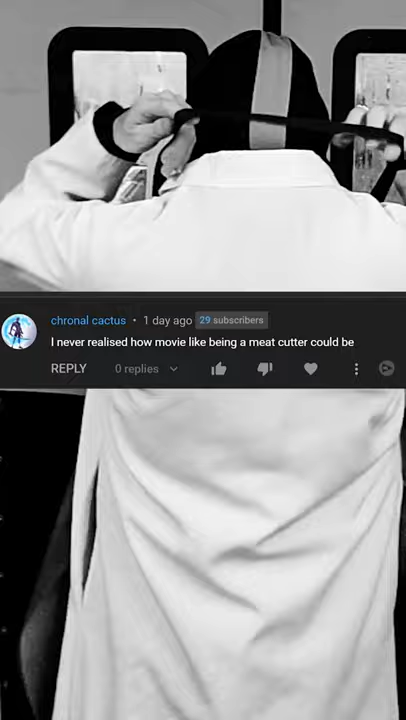 chronal cactus • 1 day ago 29 subscribers
I never realised how movie like being a meat cutter could be
REPLY 0 replies